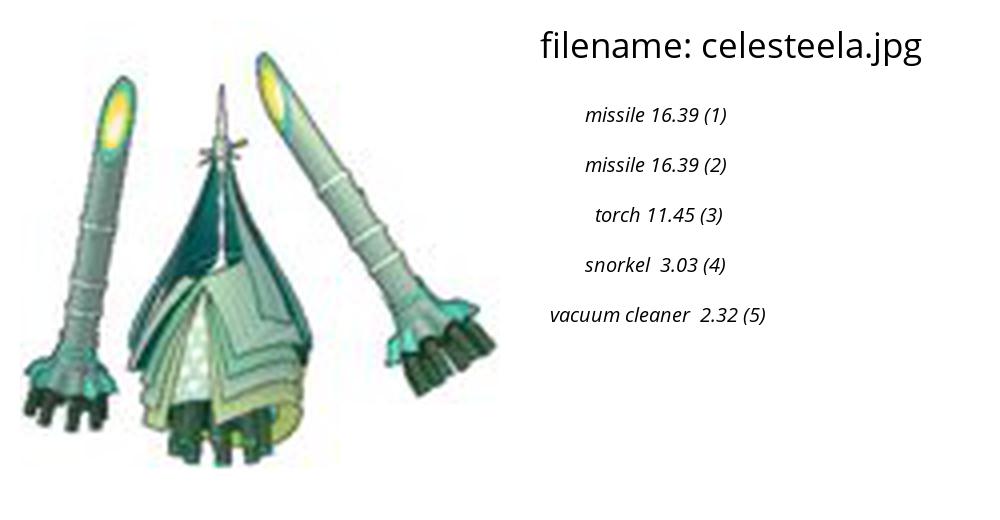 filename: celesteela.jpg
missile 16.39 (1)
missile 16.39 (2)
torch 11.45 (3)
snorkel  3.03 (4)
vacuum cleaner  2.32 (5)